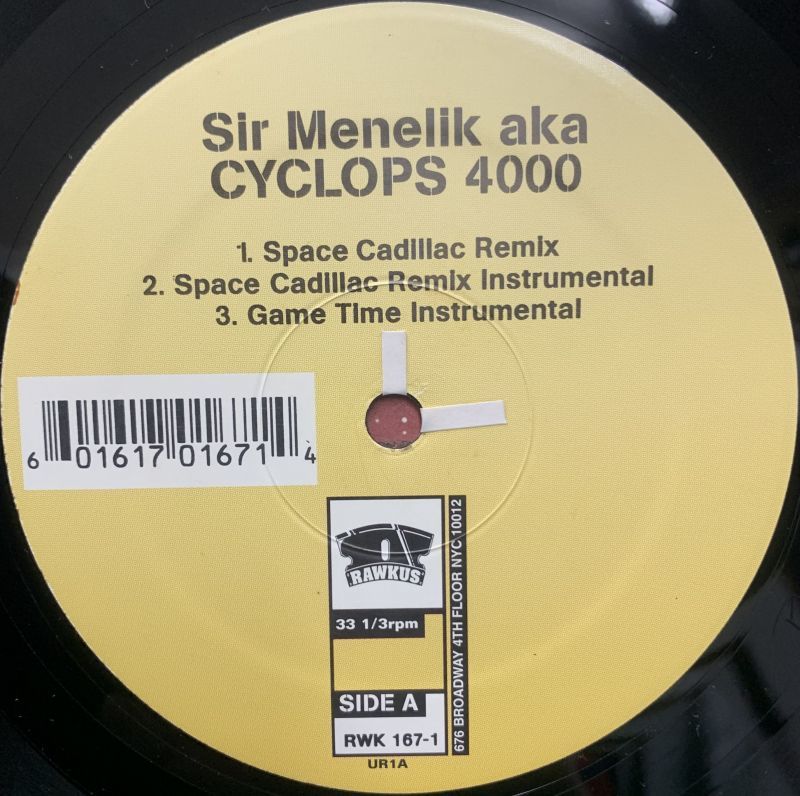 Sir Menelik aka
CYCLOPS 4000
1. Space Cadillac Remix
2. Space Cadillac Remix Instrumental
3. Game Time Instrumental
6 01617 01671 4
RAWKUS
33 1/3rpm
SIDE A
RWK 167-1
676 BROADWAY 4TH FLOOR NYC 10012
UR1A